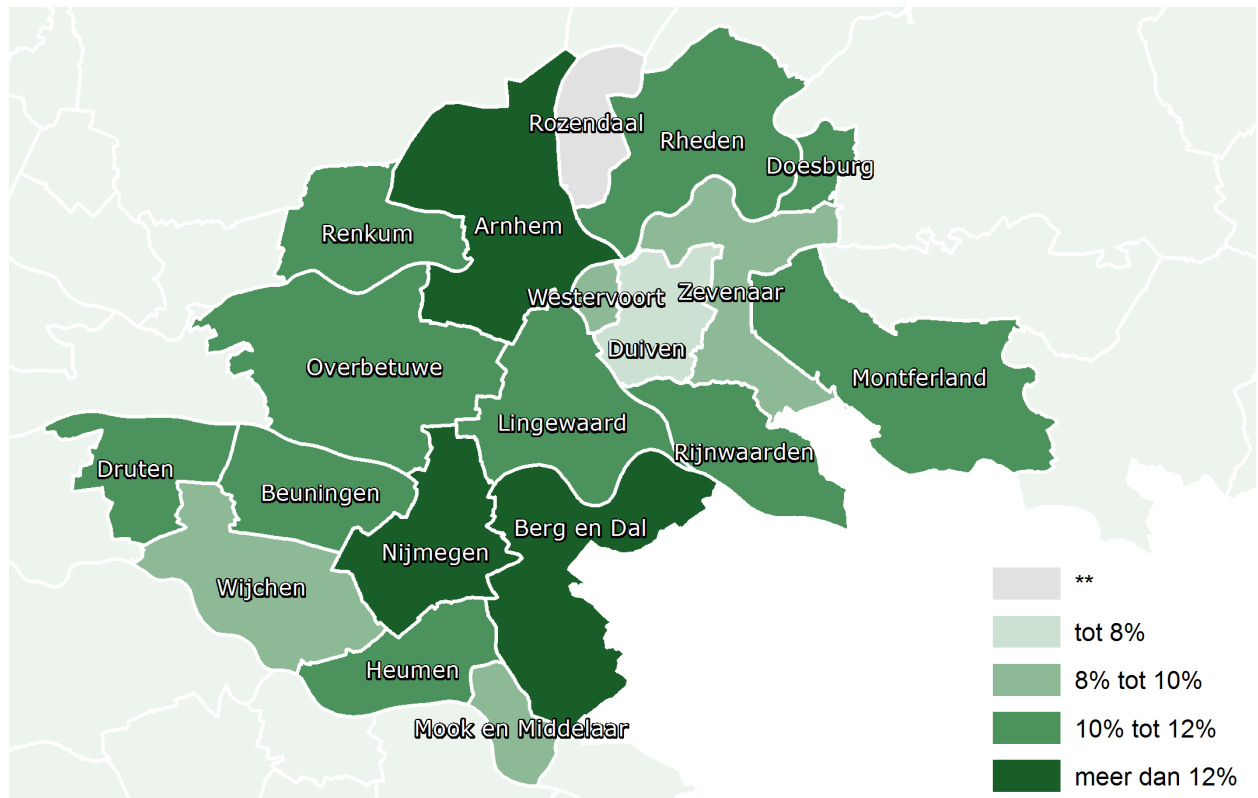 Rozendaal
Rheden
Doesburg
Renkum
Arnhem
Westervoort
Zevenaar
Duiven
Overbetuwe
Montferland
Lingewaard
Rijnwaarden
Druten
Beuningen
Berg en Dal
Nijmegen
Wijchen
Heumen
Mook en Middelaar
**
tot 8%
8% tot 10%
10% tot 12%
meer dan 12%